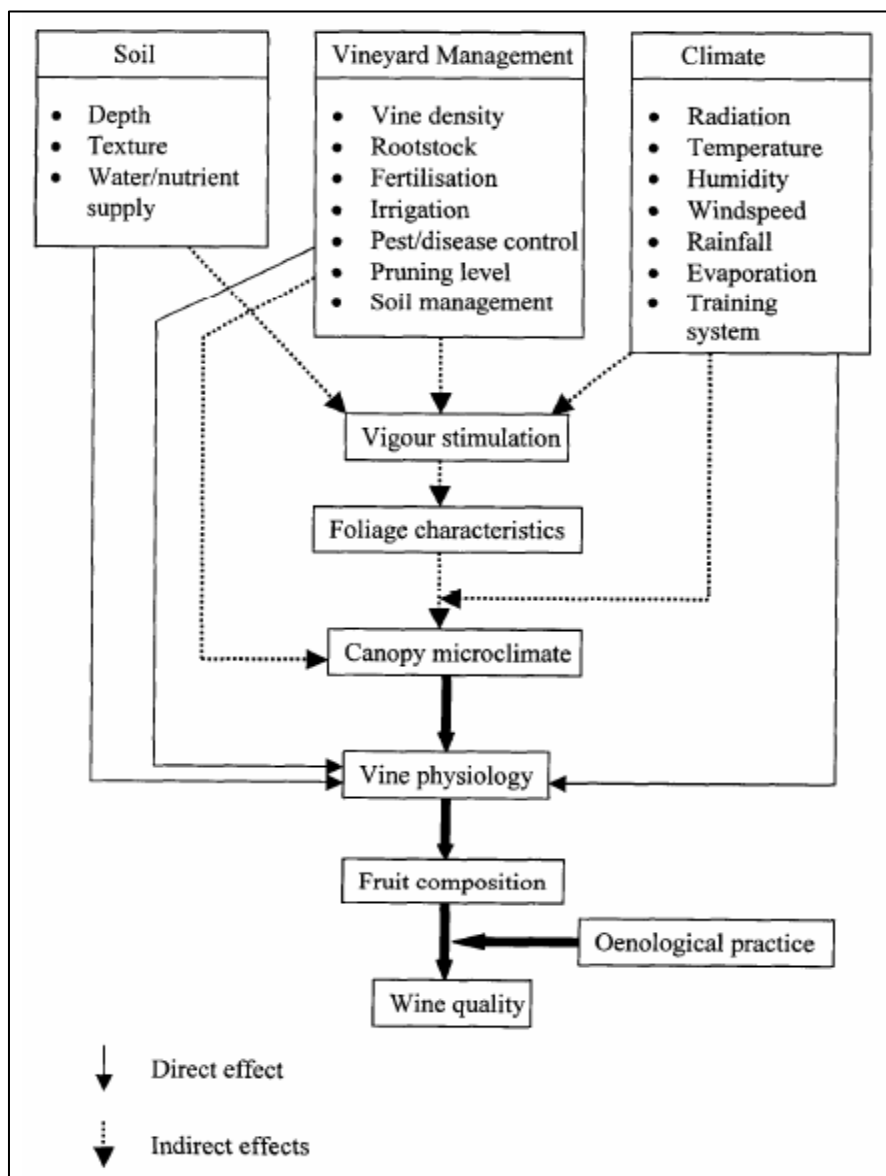 Soil
Depth
Texture
Water/nutrient
supply
Vineyard Management
Vine density
Rootstock
Fertilisation
Irrigation
Pest/disease control
Pruning level
Soil management
Climate
Radiation
Temperature
Humidity
Windspeed
Rainfall
Evaporation
Training
system
Vigour stimulation
Foliage characteristics
Canopy microclimate
Vine physiology
Fruit composition
Oenological practice
Wine quality
Direct effect
Indirect effects